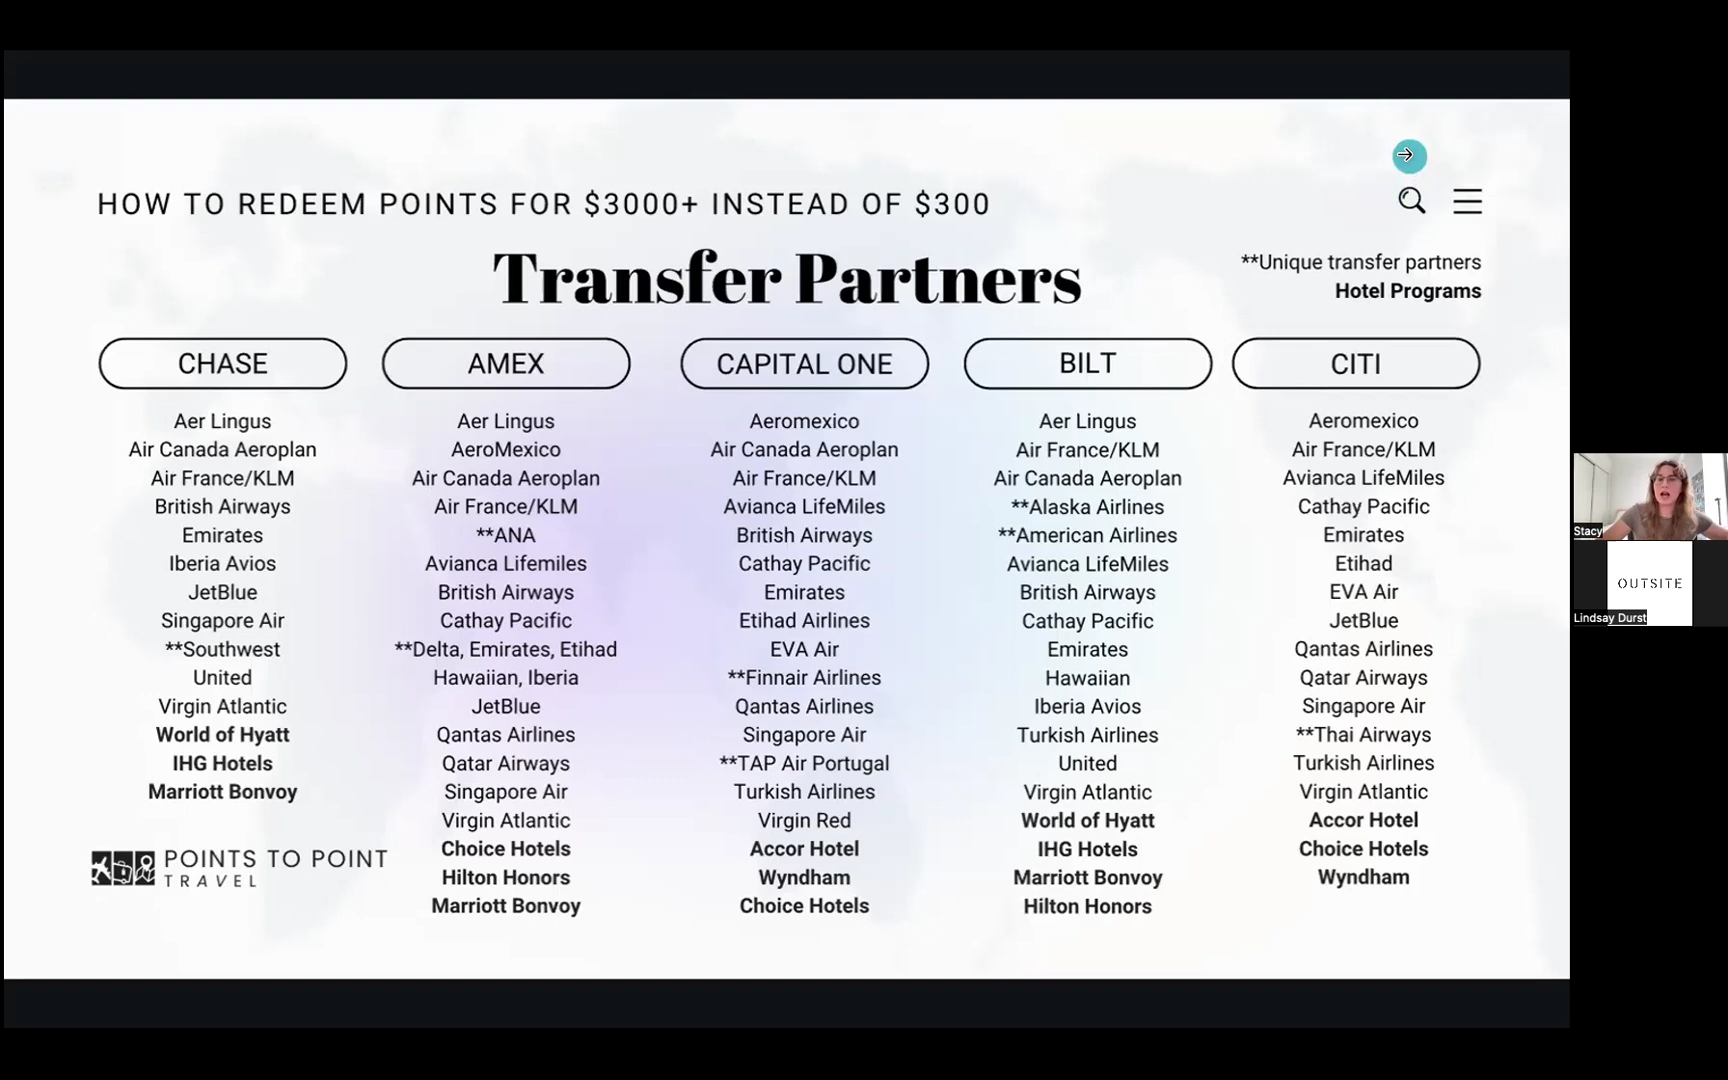 HOW TO REDEEM POINTS FOR $3000+ INSTEAD OF $300
Transfer Partners
**Unique transfer partners
Hotel Programs
CHASE
Aer Lingus
Air Canada Aeroplan
Air France/KLM
British Airways
Emirates
Iberia Avios
JetBlue
Singapore Air
**Southwest
United
Virgin Atlantic
World of Hyatt
IHG Hotels
Marriott Bonvoy
AMEX
Aer Lingus
AeroMexico
Air Canada Aeroplan
Air France/KLM
**ANA
Avianca Lifemiles
British Airways
Cathay Pacific
**Delta, Emirates, Etihad
Hawaiian, Iberia
JetBlue
Qantas Airlines
Qatar Airways
Singapore Air
Virgin Atlantic
Choice Hotels
Hilton Honors
Marriott Bonvoy
CAPITAL ONE
Aeromexico
Air Canada Aeroplan
Air France/KLM
Avianca LifeMiles
British Airways
Cathay Pacific
Emirates
Etihad Airlines
EVA Air
**Finnair Airlines
Qantas Airlines
Singapore Air
**TAP Air Portugal
Turkish Airlines
Virgin Red
Accor Hotel
Wyndham
Choice Hotels
BILT
Aer Lingus
Air France/KLM
Air Canada Aeroplan
**Alaska Airlines
**American Airlines
Avianca LifeMiles
British Airways
Cathay Pacific
Emirates
Hawaiian
Iberia Avios
Turkish Airlines
United
Virgin Atlantic
World of Hyatt
IHG Hotels
Marriott Bonvoy
Hilton Honors
CITI
Aeromexico
Air France/KLM
Avianca LifeMiles
Cathay Pacific
Emirates
Etihad
EVA Air
JetBlue
Qantas Airlines
Qatar Airways
Singapore Air
**Thai Airways
Turkish Airlines
Virgin Atlantic
Accor Hotel
Choice Hotels
Wyndham
POINTS TO POINT
TRAVEL
Stacy
OUTSITE
Lindsay Durst